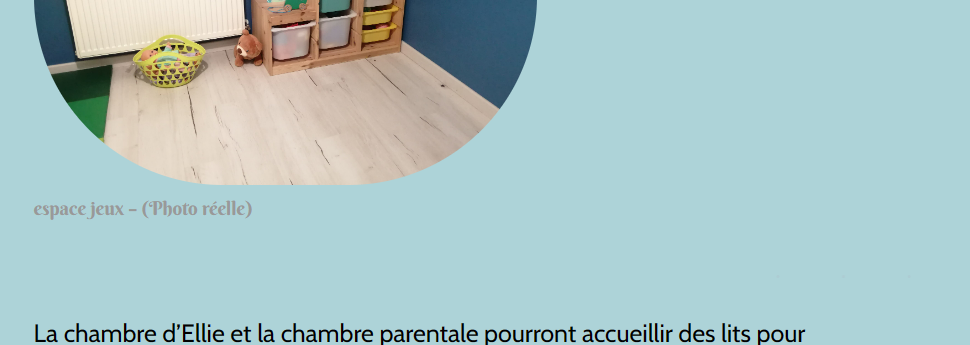 espace jeux – (Photo réelle)
La chambre d'Ellie et la chambre parentale pourront accueillir des lits pour